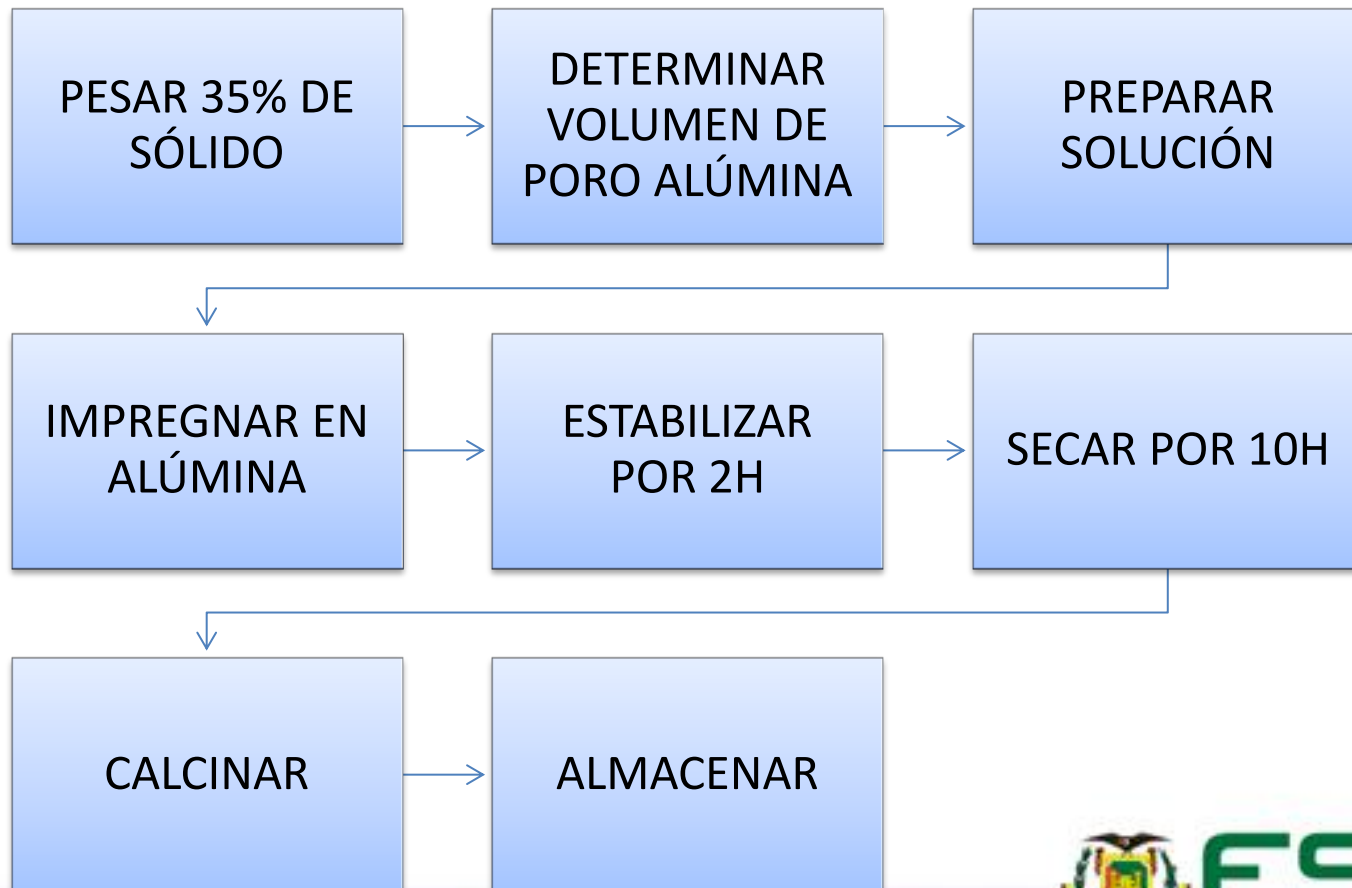 PESAR 35% DE
SÓLIDO
DETERMINAR
VOLUMEN DE
PORO ALÚMINA
PREPARAR
SOLUCIÓN
IMPREGNAR EN
ALÚMINA
ESTABILIZAR
POR 2H
SECAR POR 10H
CALCINAR
ALMACENAR